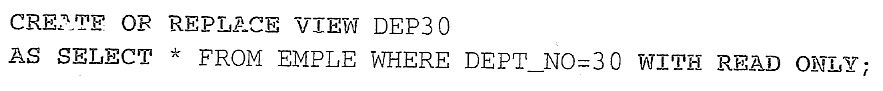 CREATE OR REPLACE VIEW DEP30
AS SELECT * FROM EMPLE WHERE DEPT_NO=30 WITH READ ONLY;